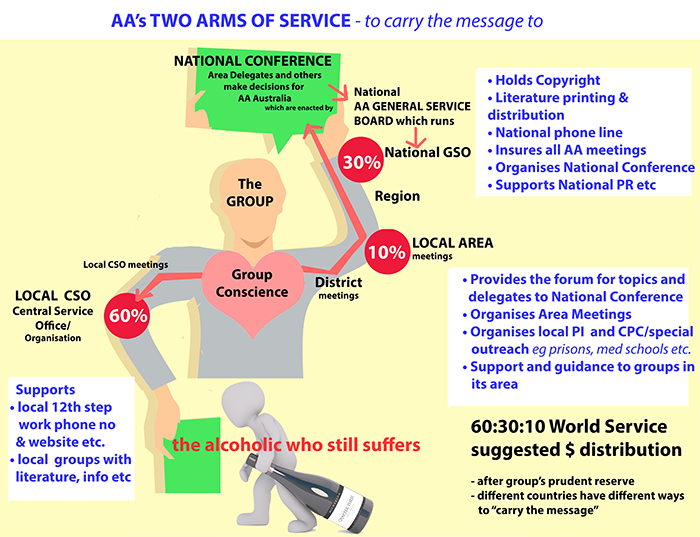 AA's TWO ARMS OF SERVICE - to carry the message to
NATIONAL CONFERENCE
Area Delegates and others
make decisions for
AA Australia
which are enacted by
National
AA GENERAL SERVICE
BOARD which runs
National GSO
30%
Region
• Holds Copyright
• Literature printing &
distribution
• National phone line
• Insures all AA meetings
• Organises National Conference
• Supports National PR etc
The
GROUP
10%
LOCAL AREA
meetings
Local CSO meetings
Group
Conscience
District
meetings
LOCAL CSO
Central Service
Office/
Organisation
60%
• Provides the forum for topics and
delegates to National Conference
• Organises Area Meetings
• Organises local PI and CPC/special
outreach eg prisons, med schools etc.
• Support and guidance to groups in
its area
Supports
• local 12th step
work phone no
& website etc.
• local groups with
literature, info etc
the alcoholic who still suffers
60:30:10 World Service
suggested $ distribution
- after group's prudent reserve
- different countries have different ways
to "carry the message"